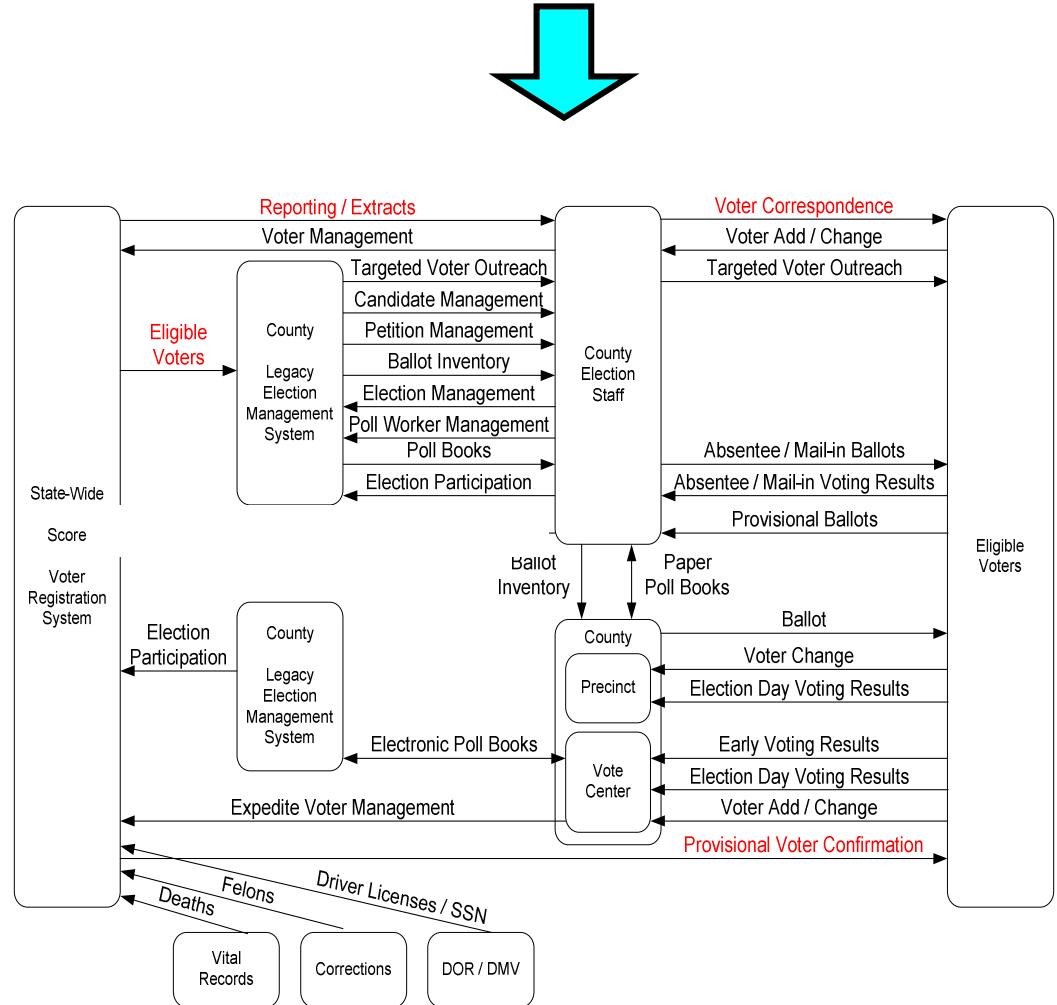 Reporting / Extracts
Voter Management
Voter Correspondence
Voter Add / Change
Targeted Voter Outreach
Targeted Voter Outreach
Candidate Management
Petition Management
Ballot Inventory
Election Management
Poll Worker Management
Poll Books
Election Participation
Eligible
Voters
County
Legacy
Election
Management
System
County
Election
Staff
Absentee / Mail-in Ballots
Absentee / Mail-in Voting Results
Provisional Ballots
State-Wide
Score
Voter
Registration
System
Eligible
Voters
Ballot
Inventory
Paper
Poll Books
Election
Participation
County
Legacy
Election
Management
System
County
Precinct
Vote
Center
Ballot
Voter Change
Election Day Voting Results
Electronic Poll Books
Early Voting Results
Election Day Voting Results
Expedite Voter Management
Voter Add / Change
Provisional Voter Confirmation
Driver Licenses / SSN
Felons
Deaths
Vital
Records
Corrections
DOR / DMV